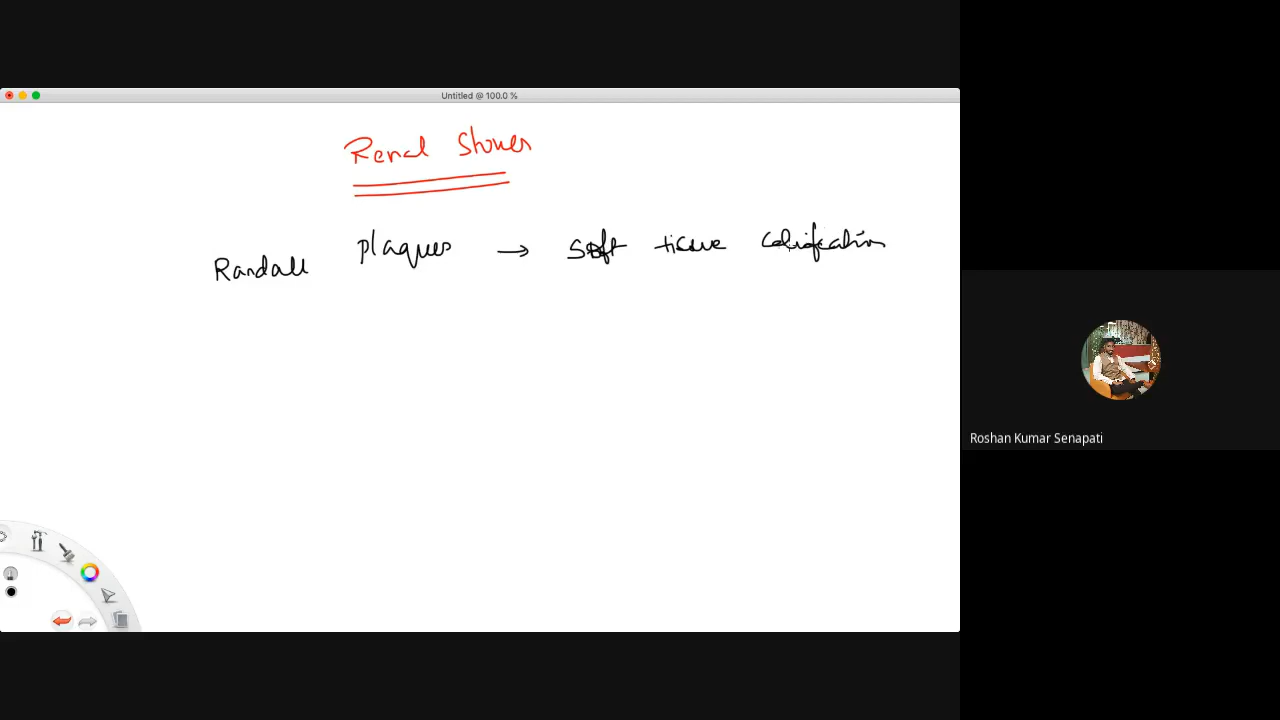 Untitled @ 100.0 %
Renal Stones
Randall plaques → Soft tissue calcification
Roshan Kumar Senapati